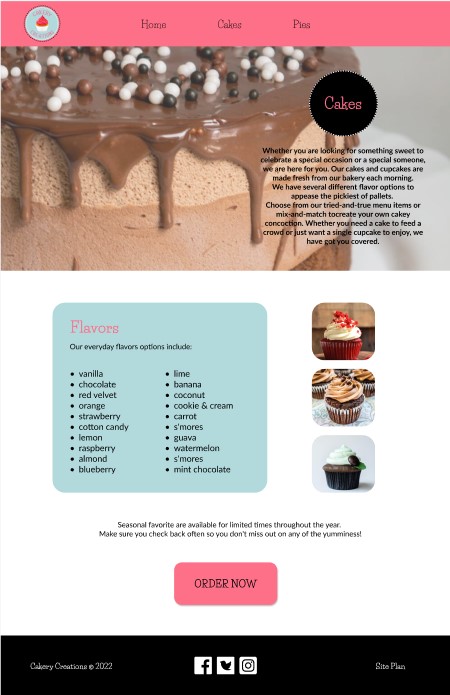 CAKERY
CREATIONS
Home Cakes Pies
Cakes
Whether you are looking for something sweet to
celebrate a special occasion or a special someone,
we are here for you. Our cakes and cupcakes are
made fresh from our bakery each morning.
We have several different flavor options to
appease the pickiest of pallets.
Choose from our tried-and-true menu items or
mix-and-match tocreate your own cakey
concoction. Whether you need a cake to feed a
crowd or just want a single cupcake to enjoy, we
have got you covered.
Flavors
Our everyday flavors options include:
• vanilla
• chocolate
• red velvet
• orange
• strawberry
• cotton candy
• lemon
• raspberry
• almond
• blueberry
• lime
• banana
• coconut
• cookie & cream
• carrot
• s'mores
• guava
• watermelon
• s'mores
• mint chocolate
Seasonal favorite are available for limited times throughout the year.
Make sure you check back often so you don't miss out on any of the yumminess!
ORDER NOW
Cakery Creations © 2022 Site Plan